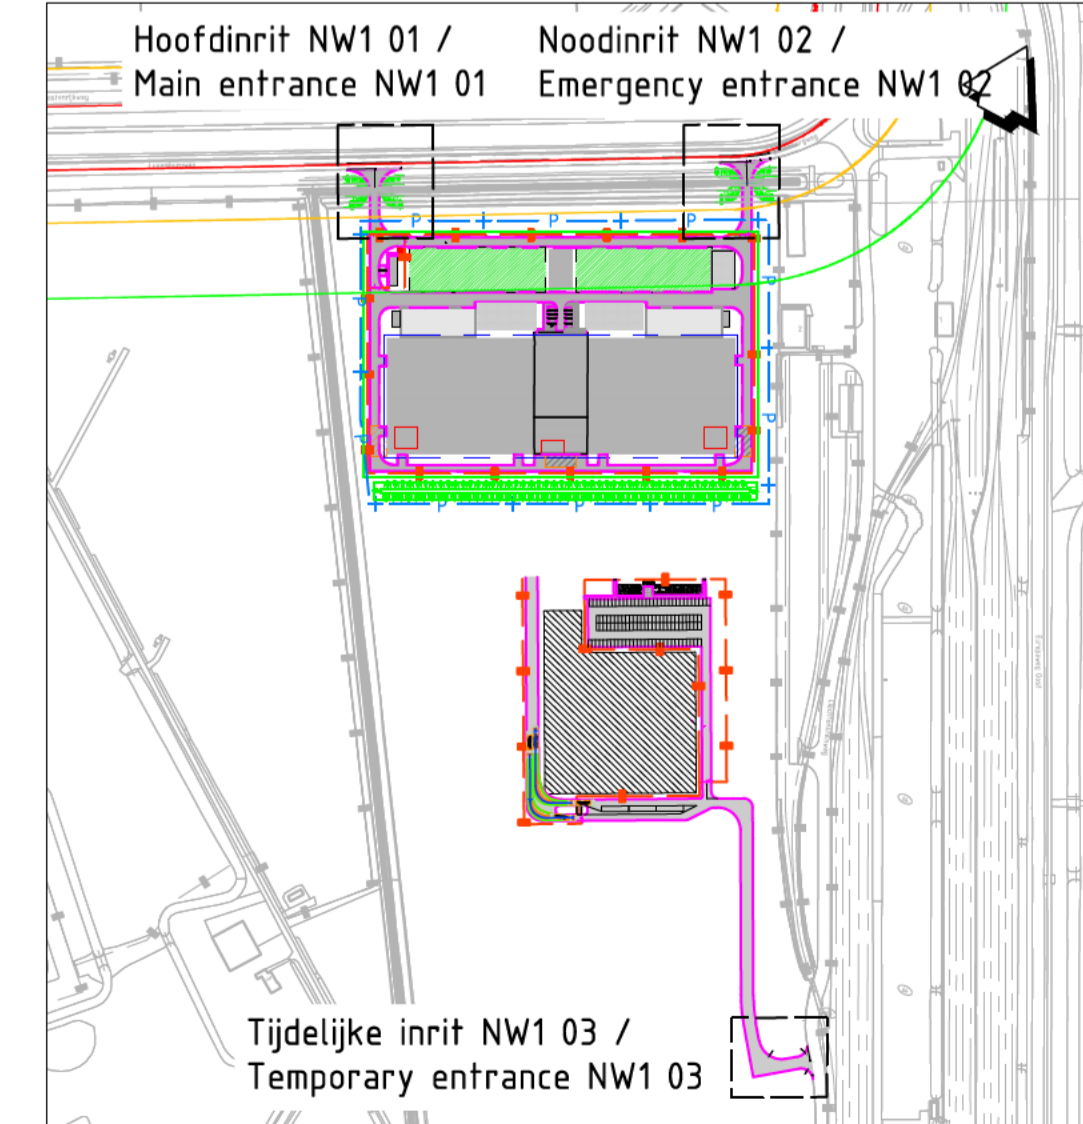 Hoofdinrit NW1 01 /
Main entrance NW1 01
Noodinrit NW1 02 /
Emergency entrance NW1 02
P P P
P
P
P
P
P P P
Tijdelijke inrit NW1 03 /
Temporary entrance NW1 03